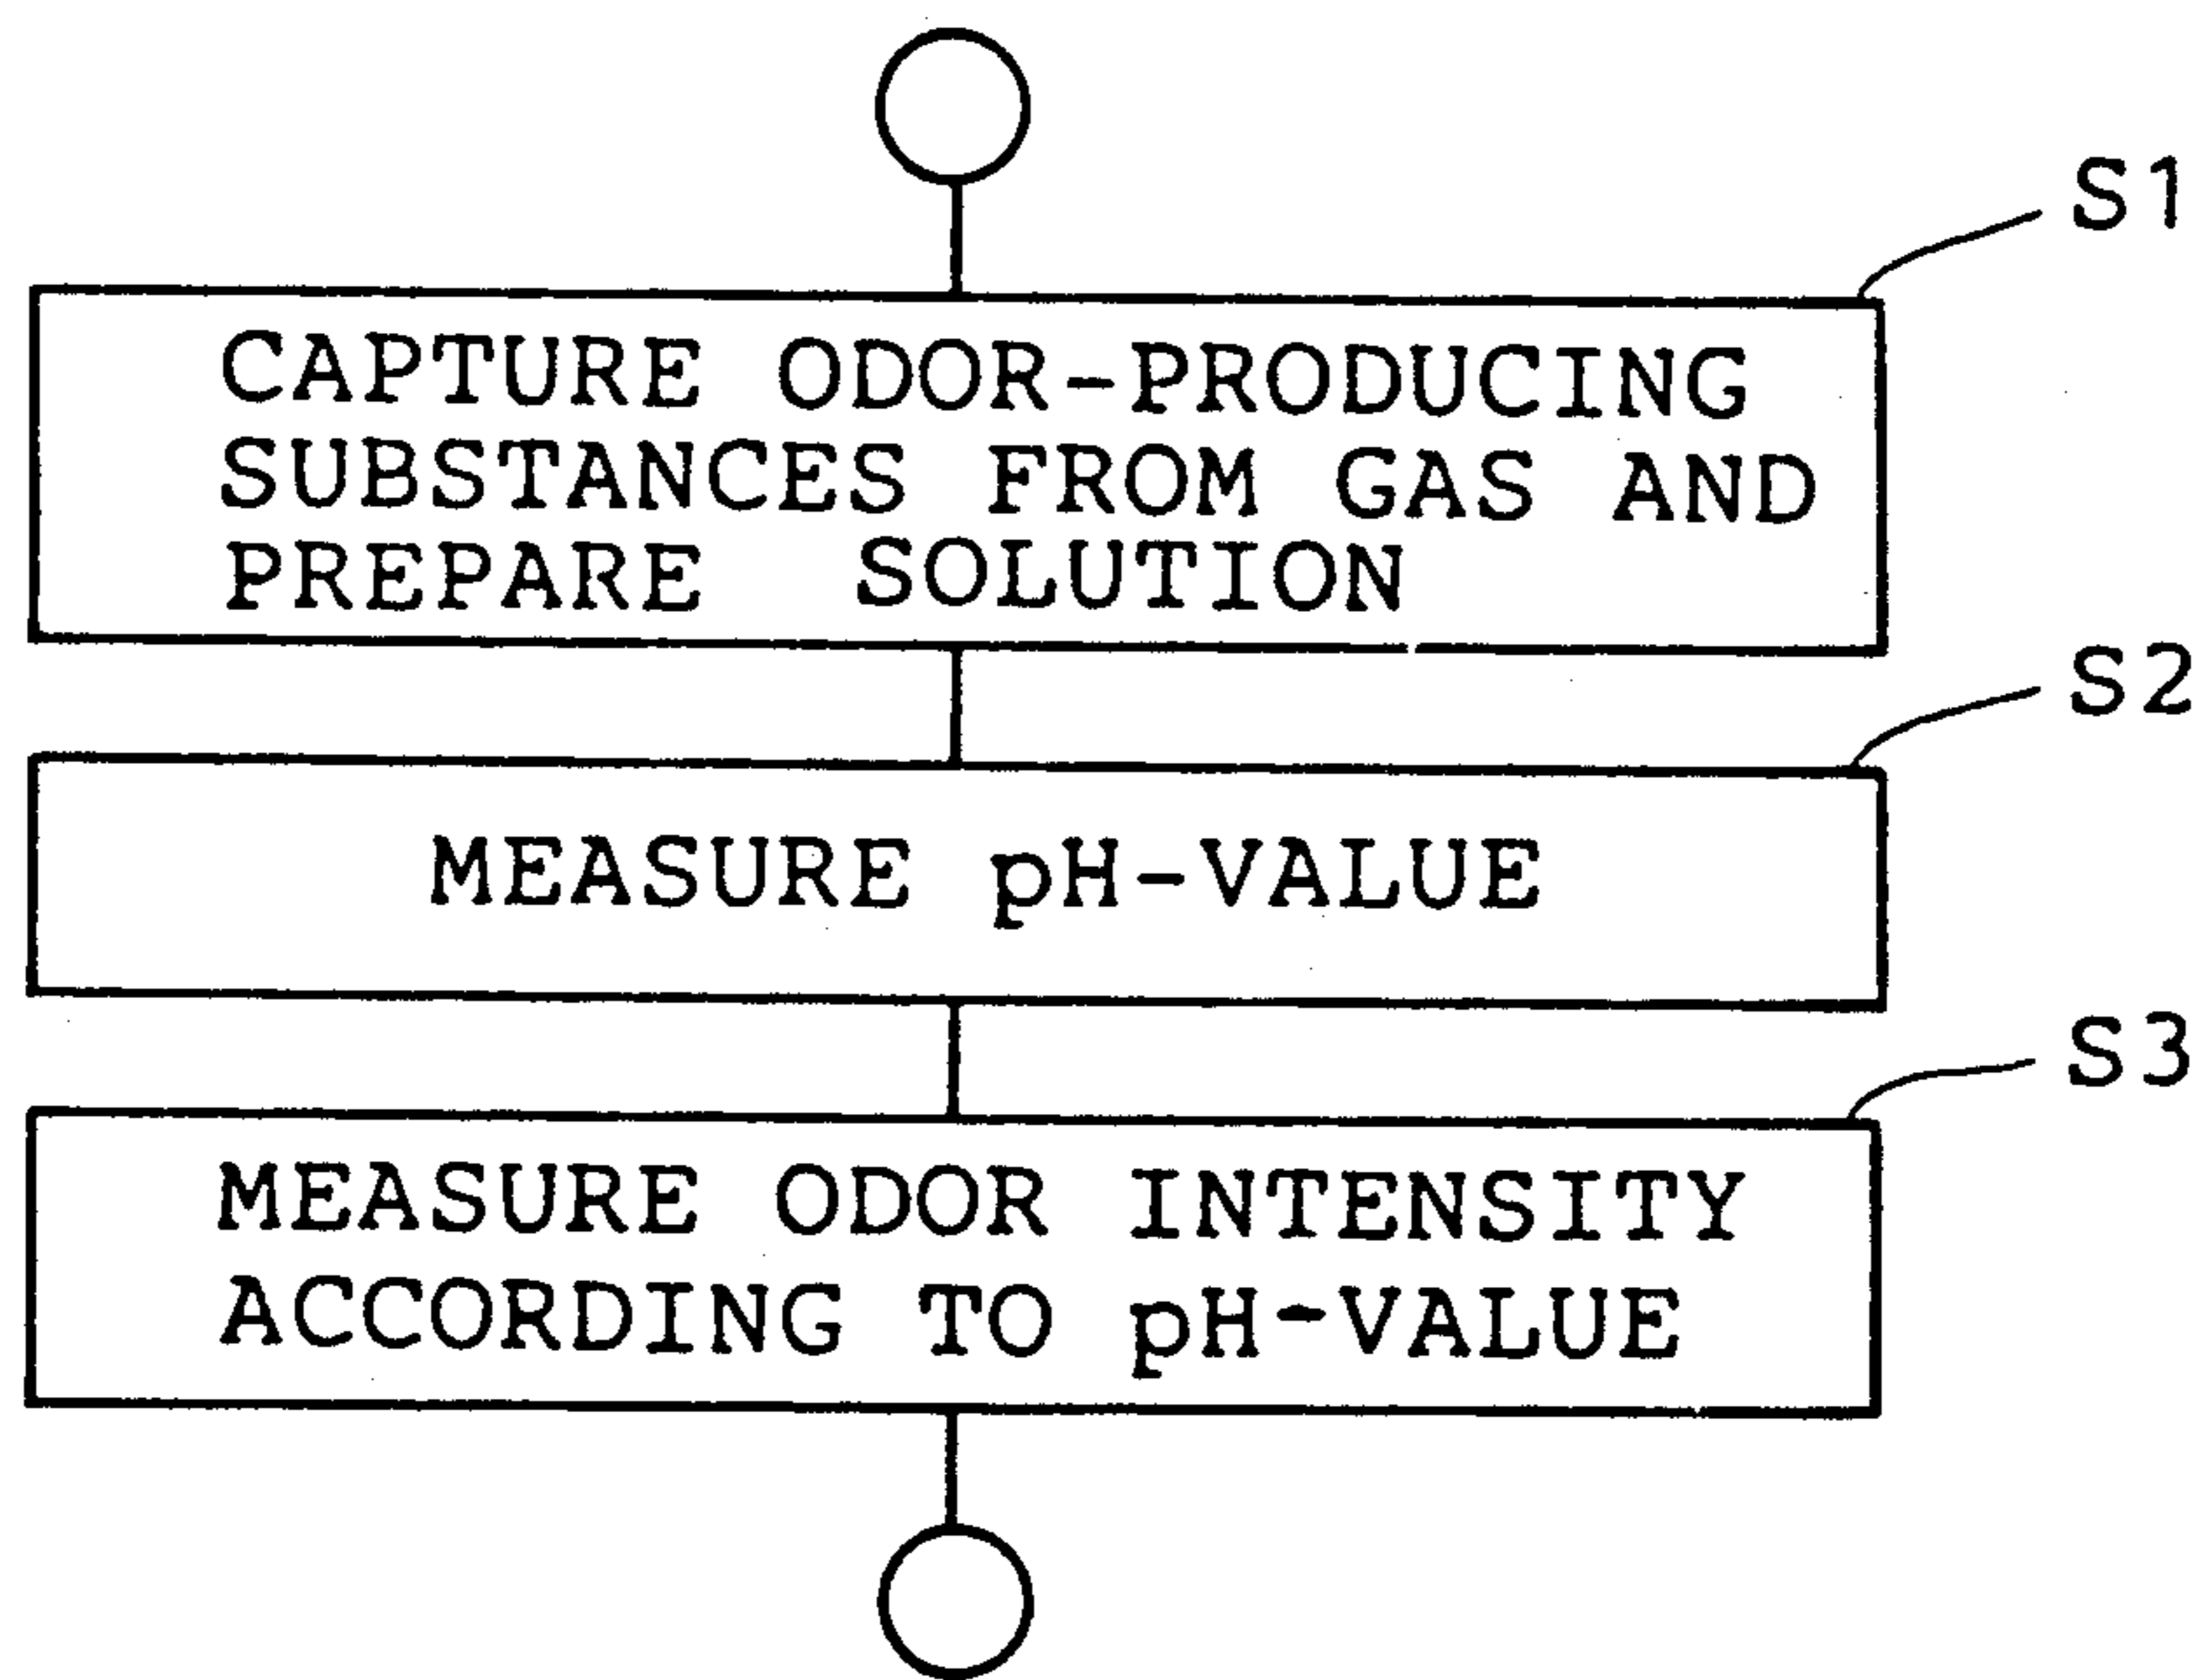 S1
CAPTURE ODOR-PRODUCING
SUBSTANCES FROM GAS AND
PREPARE SOLUTION
S2
MEASURE pH-VALUE
S3
MEASURE ODOR INTENSITY
ACCORDING TO pH-VALUE